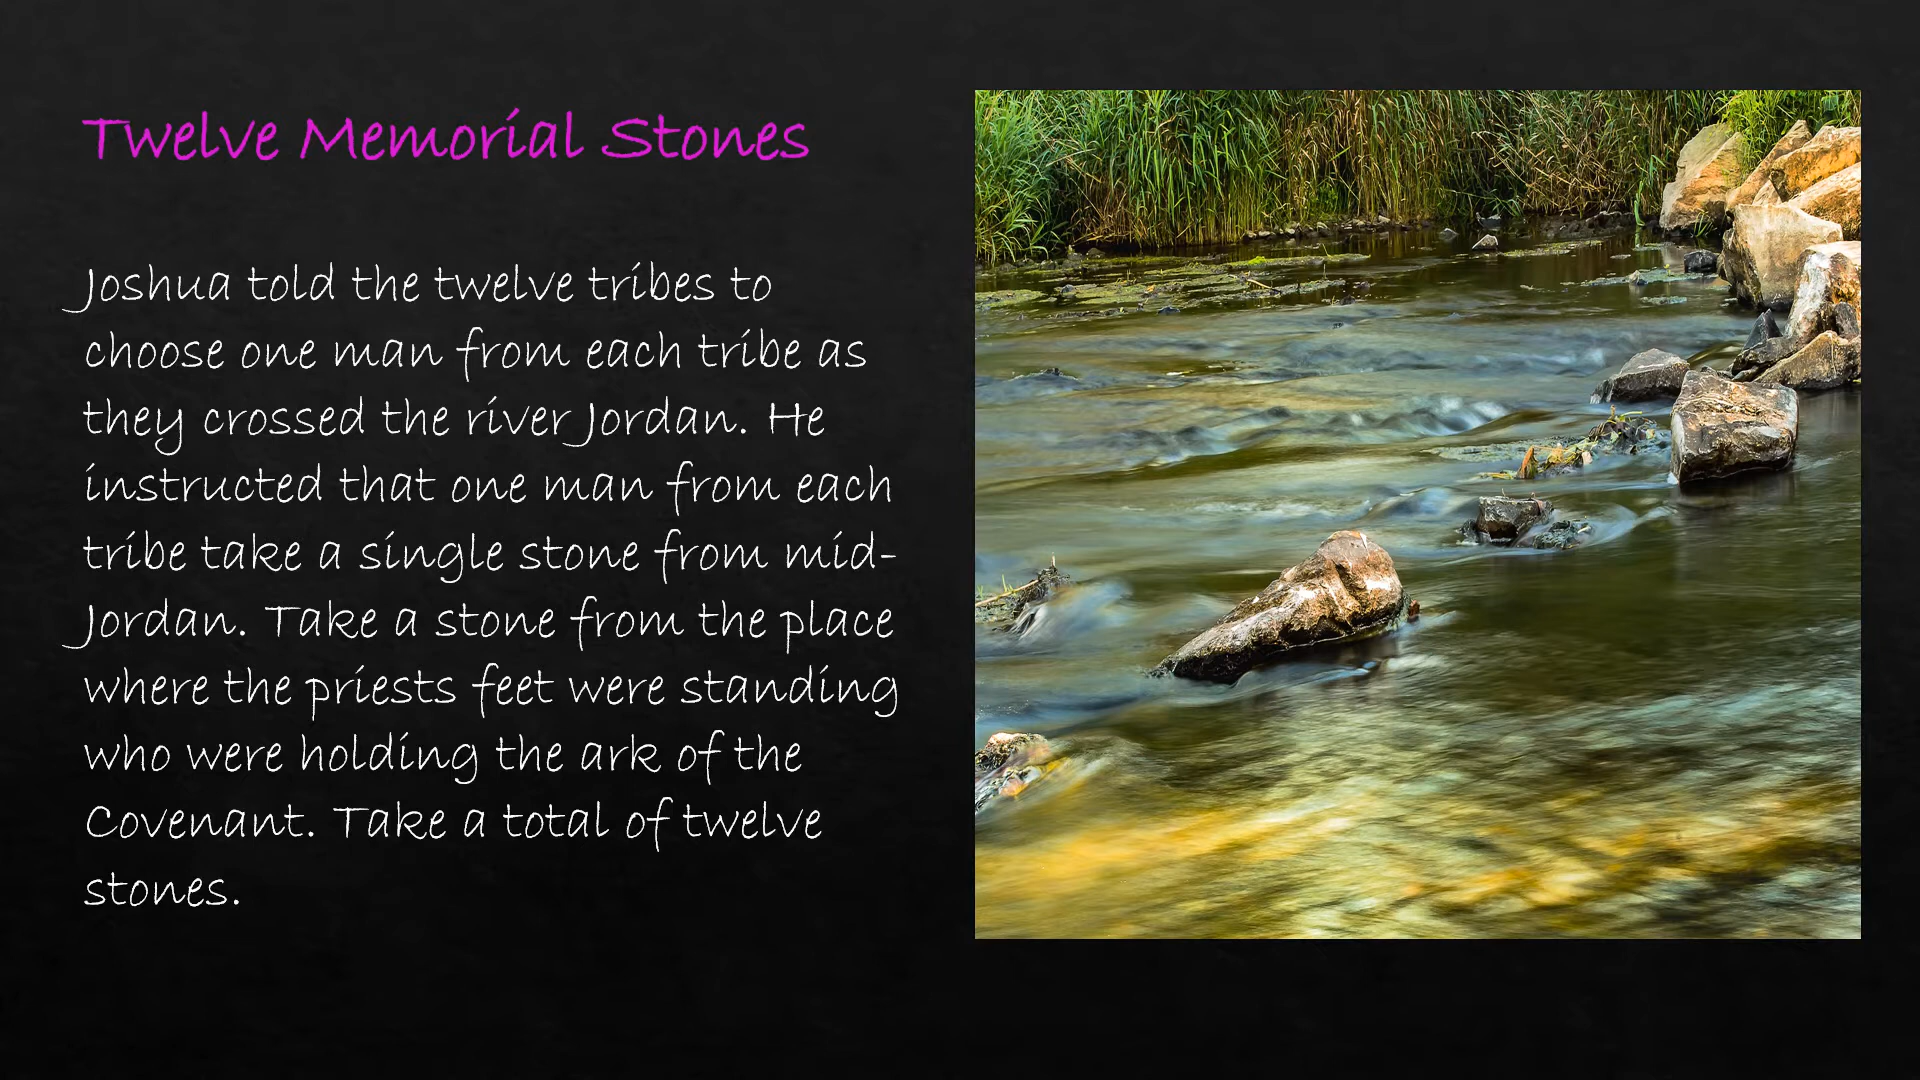 Twelve Memorial Stones
Joshua told the twelve tribes to
choose one man from each tribe as
they crossed the river Jordan. He
instructed that one man from each
tribe take a single stone from mid-
Jordan. Take a stone from the place
where the priests feet were standing
who were holding the ark of the
Covenant. Take a total of twelve
stones.